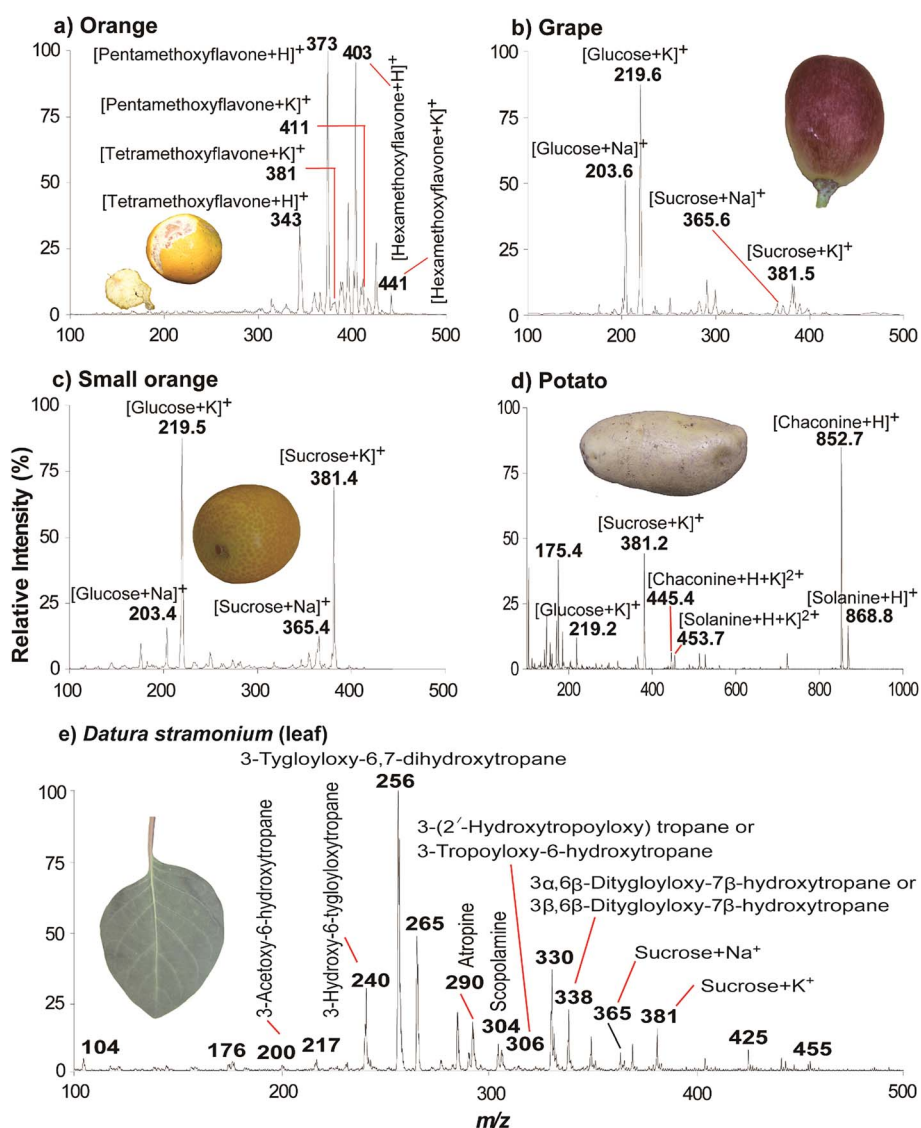 a) Orange
100
75
50
25
0
100
200
300
400
500
[Pentamethoxyflavone+H]+
373
403
[Pentamethoxyflavone+K]+
411
[Tetramethoxyflavone+K]+
381
[Tetramethoxyflavone+H]+
343
[Hexamethoxyflavone+H]+
[Hexamethoxyflavone+K]+
441
b) Grape
100
75
50
25
0
100
200
300
400
500
[Glucose+K]+
219.6
[Glucose+Na]+
203.6
[Sucrose+Na]+
365.6
[Sucrose+K]+
381.5
Relative Intensity (%)
c) Small orange
100
75
50
25
0
100
200
300
400
500
[Glucose+K]+
219.5
[Sucrose+K]+
381.4
[Glucose+Na]+
203.4
[Sucrose+Na]+
365.4
d) Potato
100
75
50
25
0
200
400
600
800
1000
[Chaconine+H]+
852.7
[Sucrose+K]+
381.2
175.4
[Chaconine+H+K]2+
445.4
[Glucose+K]+
219.2
[Solanine+H+K]2+
453.7
[Solanine+H]+
868.8
e) Datura stramonium (leaf)
100
75
50
25
0
3-Tygloyloxy-6,7-dihydroxytropane
256
3-Acetoxy-6-hydroxytropane
3-Hydroxy-6-tygloyloxytropane
3-(2′-Hydroxytropoyloxy) tropane or
3-Tropoyloxy-6-hydroxytropane
3α,6β-Ditygloyloxy-7β-hydroxytropane or
3β,6β-Ditygloyloxy-7β-hydroxytropane
265
Atropine
Scopolamine
Sucrose+Na+
Sucrose+K+
240
290
330
338
304
306
365
381
104
176
200
217
425
455
100
200
300
400
500
m/z